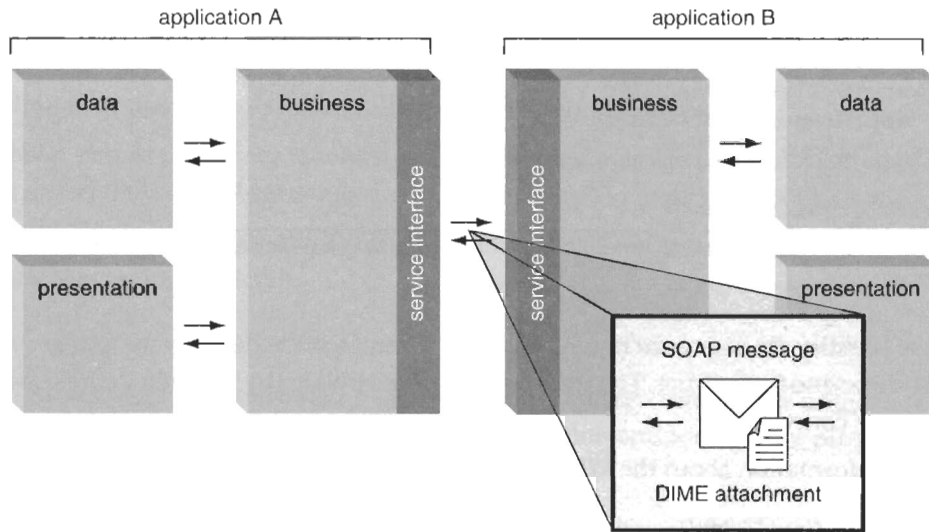 application A
application B
data
business
service interface
presentation
service interface
business
data
presentation
SOAP message
DIME attachment